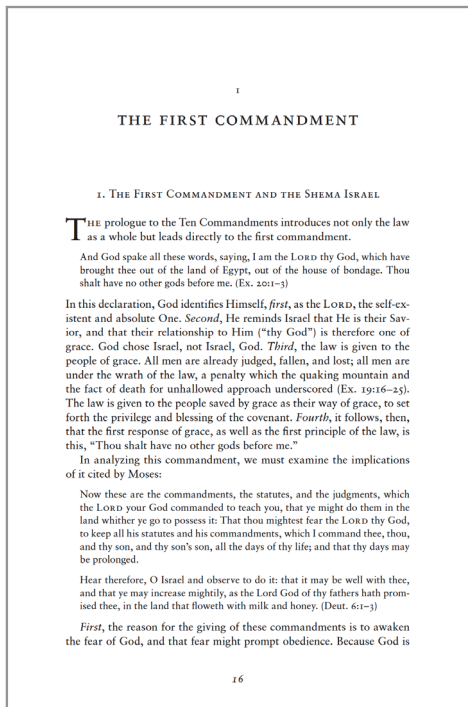 1
THE FIRST COMMANDMENT
1. The First Commandment and the Shema Israel
The prologue to the Ten Commandments introduces not only the law
as a whole but leads directly to the first commandment.
And God spake all these words, saying, I am the LORD thy God, which have
brought thee out of the land of Egypt, out of the house of bondage. Thou
shalt have no other gods before me. (Ex. 20:1–3)
In this declaration, God identifies Himself, first, as the LORD, the self-ex-
istent and absolute One. Second, He reminds Israel that He is their Sav-
ior, and that their relationship to Him (“thy God”) is therefore one of
grace. God chose Israel, not Israel, God. Third, the law is given to the
people of grace. All men are already judged, fallen, and lost; all men are
under the wrath of the law, a penalty which the quaking mountain and
the fact of death for unhallowed approach underscored (Ex. 19:16–25).
The law is given to the people saved by grace as their way of grace, to set
forth the privilege and blessing of the covenant. Fourth, it follows, then,
that the first response of grace, as well as the first principle of the law, is
this, “Thou shalt have no other gods before me.”
In analyzing this commandment, we must examine the implications
of it cited by Moses:
Now these are the commandments, the statutes, and the judgments, which
the LORD your God commanded to teach you, that ye might do them in the
land whither ye go to possess it: That thou mightest fear the LORD thy God,
to keep all his statutes and his commandments, which I command thee, thou,
and thy son, and thy son’s son, all the days of thy life; and that thy days may
be prolonged.
Hear therefore, O Israel and observe to do it: that it may be well with thee,
and that ye may increase mightily, as the Lord God of thy fathers hath prom-
ised thee, in the land that floweth with milk and honey. (Deut. 6:1–3)
First, the reason for the giving of these commandments is to awaken
the fear of God, and that fear might prompt obedience. Because God is
16